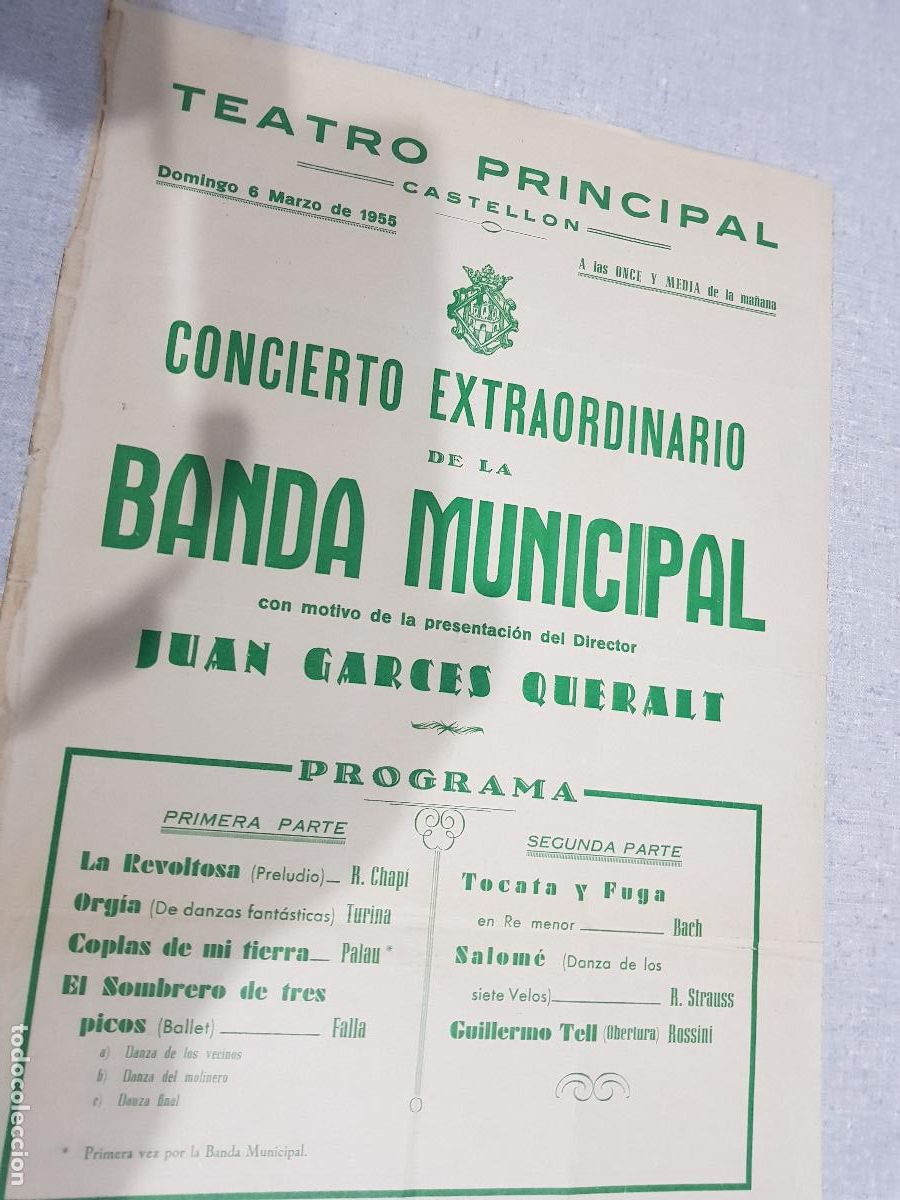 TEATRO PRINCIPAL
CASTELLON
Domingo 6 Marzo de 1955
A las ONCE Y MEDIA de la mañana
CONCIERTO EXTRAORDINARIO
DE LA
BANDA MUNICIPAL
con motivo de la presentación del Director
JUAN GARCES QUERALT
PROGRAMA
PRIMERA PARTE
La Revoltosa (Preludio) R. Chapí
Orgía (De danzas fantásticas) Turina
Coplas de mi tierra Palau *
El Sombrero de tres
picos (Ballet) Falla
a) Danza de los vecinos
b) Danza del molinero
c) Danza final
* Primera vez por la Banda Municipal.
SEGUNDA PARTE
Tocata y Fuga
en Re menor Bach
Salomé (Danza de los
siete Velos) R. Strauss
Guillermo Tell (Obertura) Rossini
todocoleccion